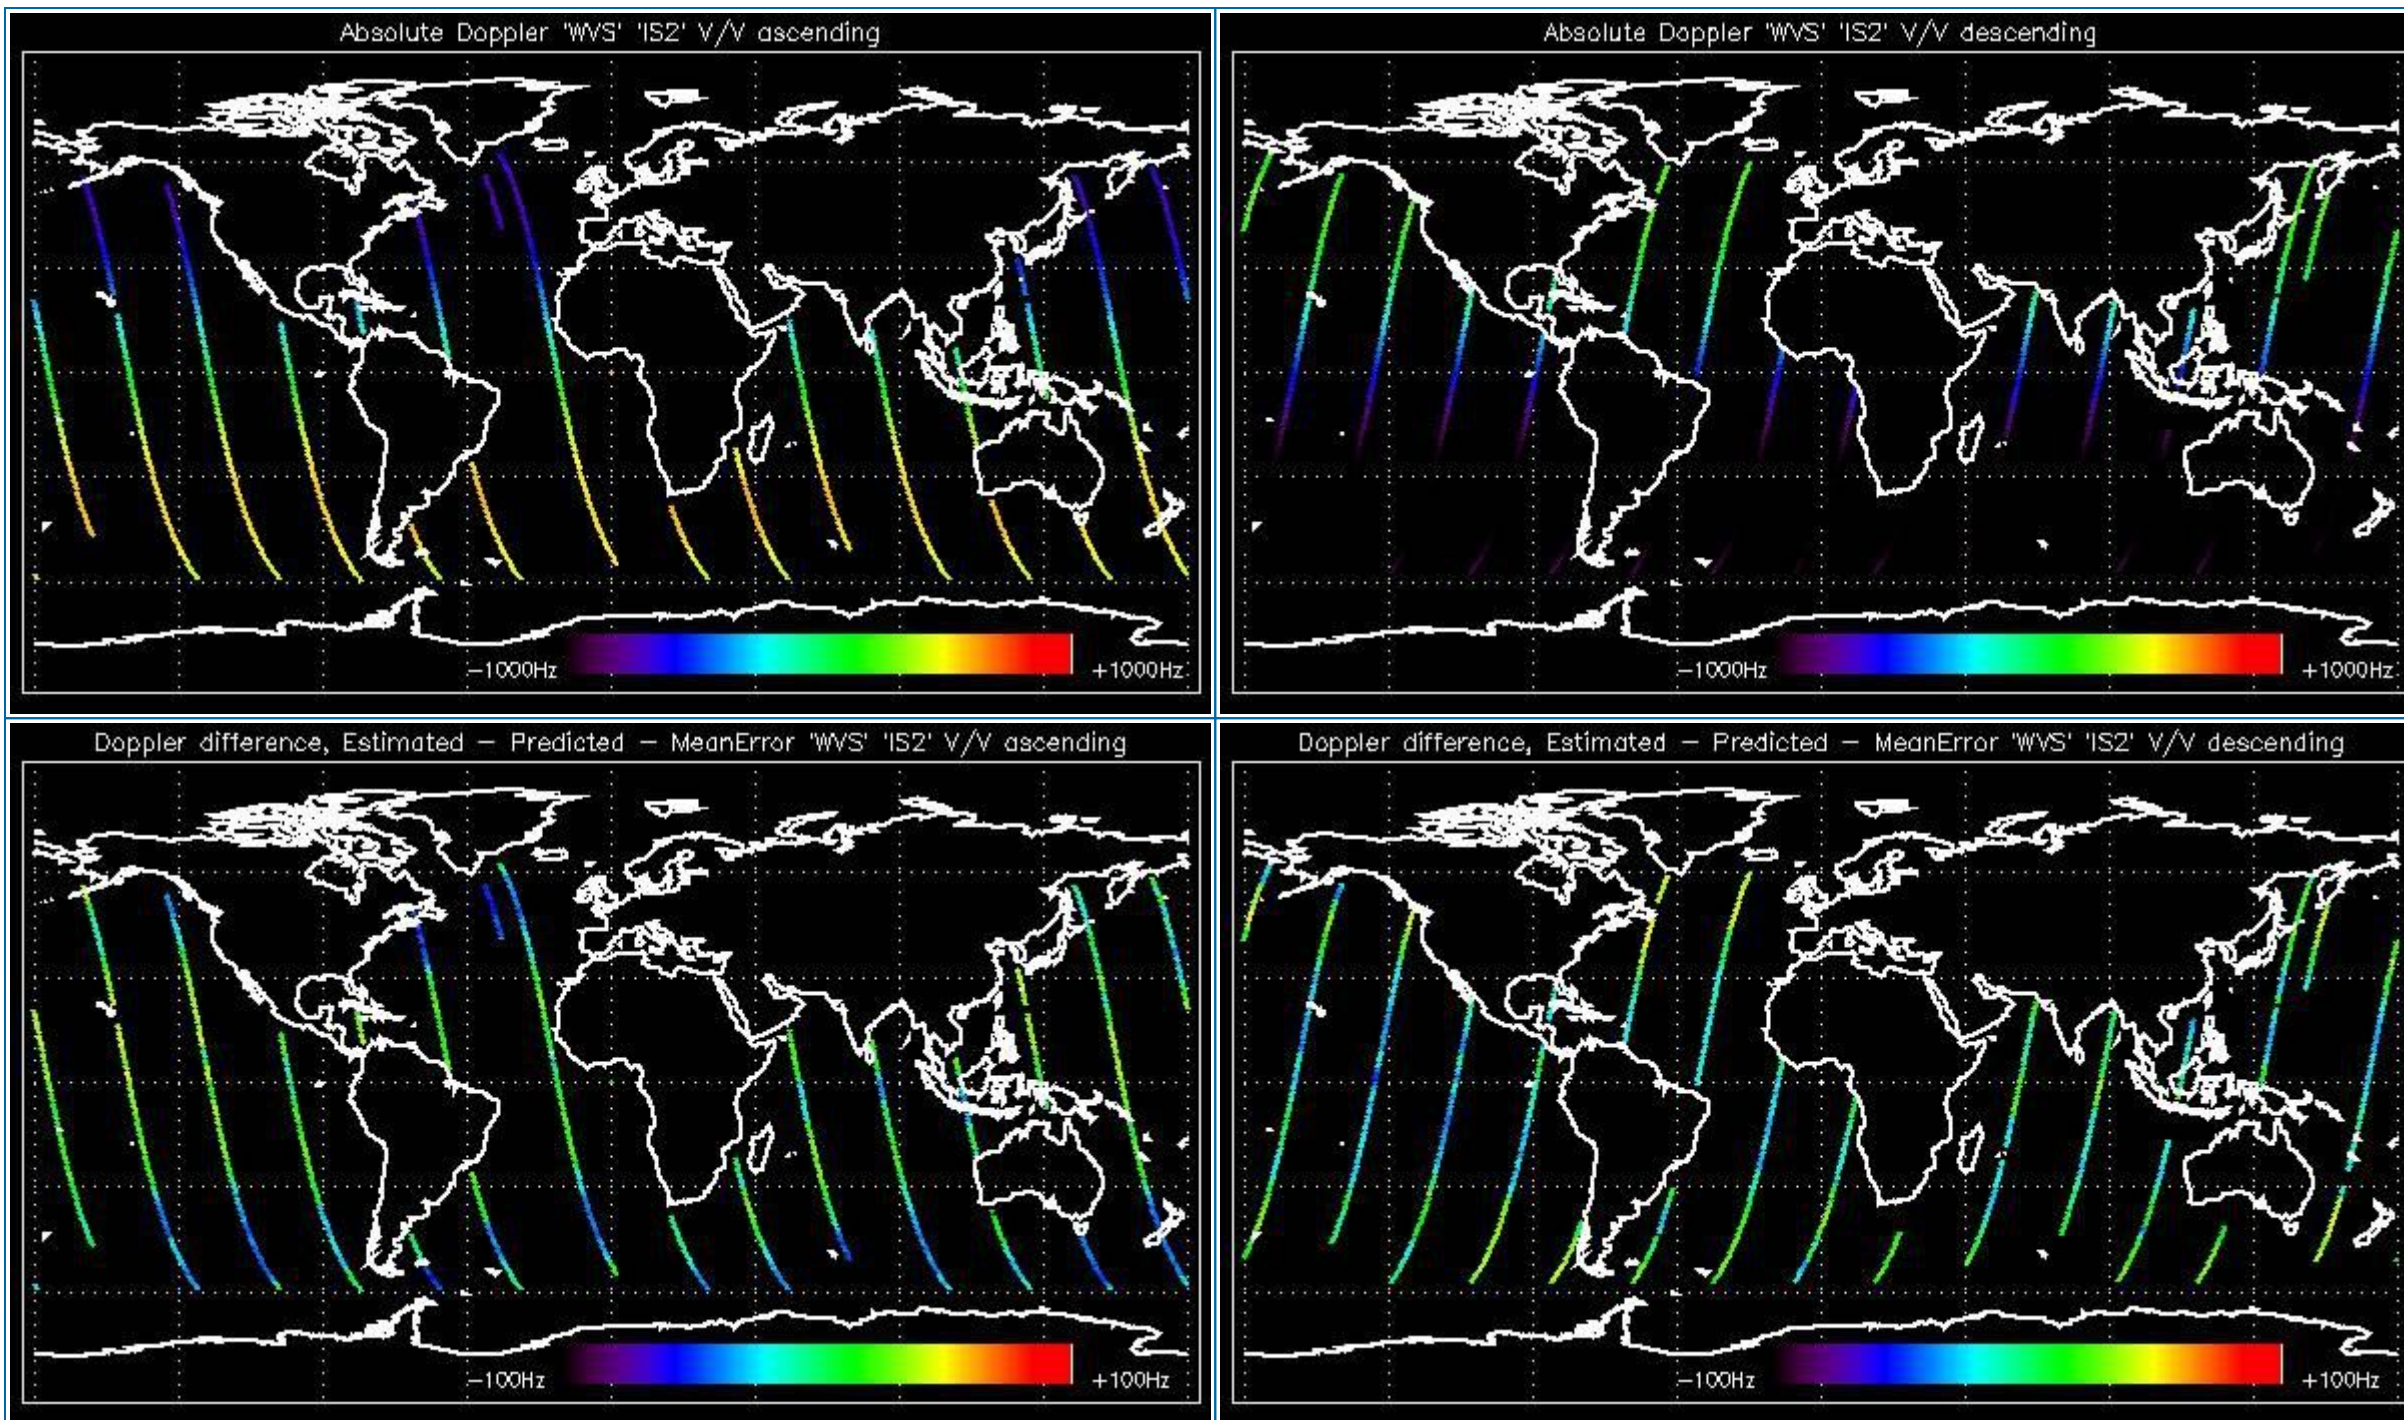 Absolute Doppler 'WVS' 'IS2' V/V ascending
-1000Hz
+1000Hz
Absolute Doppler 'WVS' 'IS2' V/V descending
-1000Hz
+1000Hz
Doppler difference, Estimated - Predicted - MeanError 'WVS' 'IS2' V/V ascending
-100Hz
+100Hz
Doppler difference, Estimated - Predicted - MeanError 'WVS' 'IS2' V/V descending
-100Hz
+100Hz